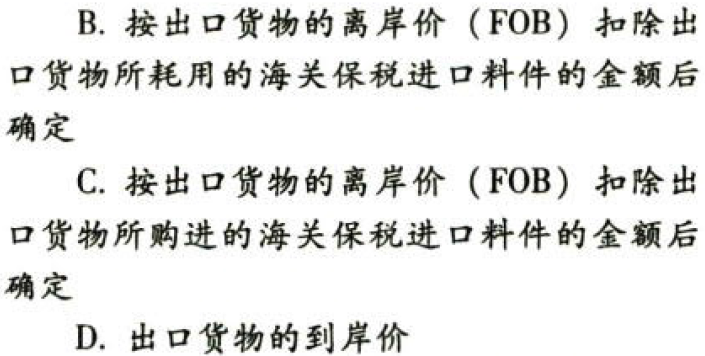 B. 按出口货物的离岸价（FOB）扣除出
口货物所耗用的海关保税进口料件的金额后
确定
C. 按出口货物的离岸价（FOB）扣除出
口货物所购进的海关保税进口料件的金额后
确定
D. 出口货物的到岸价